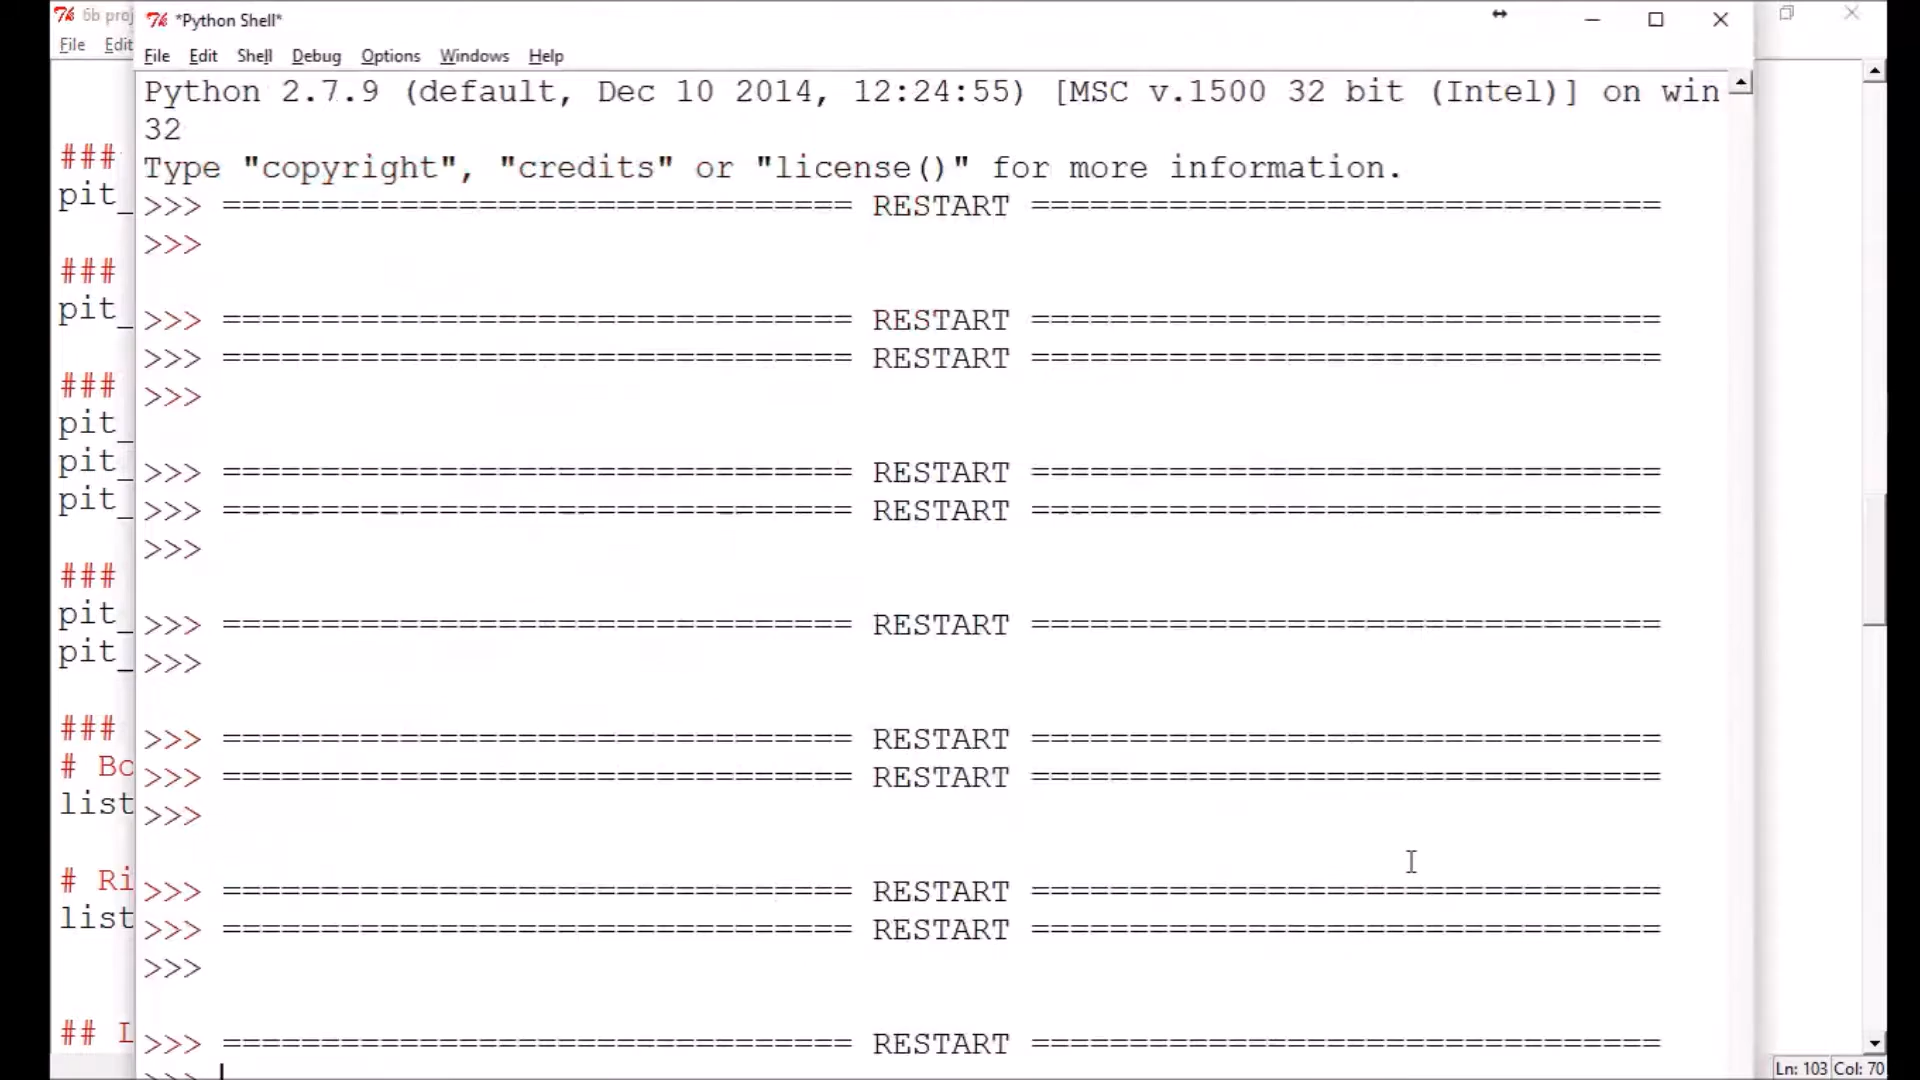 6b proj
*Python Shell*
File Edit
File Edit Shell Debug Options Windows Help
Python 2.7.9 (default, Dec 10 2014, 12:24:55) [MSC v.1500 32 bit (Intel)] on win
32
Type "copyright", "credits" or "license()" for more information.
>>> ================================ RESTART ================================
>>>
>>> ================================ RESTART ================================
>>> ================================ RESTART ================================
>>>
>>> ================================ RESTART ================================
>>> ================================ RESTART ================================
>>>
>>> ================================ RESTART ================================
>>>
>>> ================================ RESTART ================================
>>> ================================ RESTART ================================
>>>
>>> ================================ RESTART ================================
>>> ================================ RESTART ================================
>>>
>>> ================================ RESTART ================================
>>>
###
pit_
###
pit_
###
pit_
pit_
pit_
###
pit_
pit_
###
# Bo
list
# Ri
list
## L
Ln: 103 Col: 70